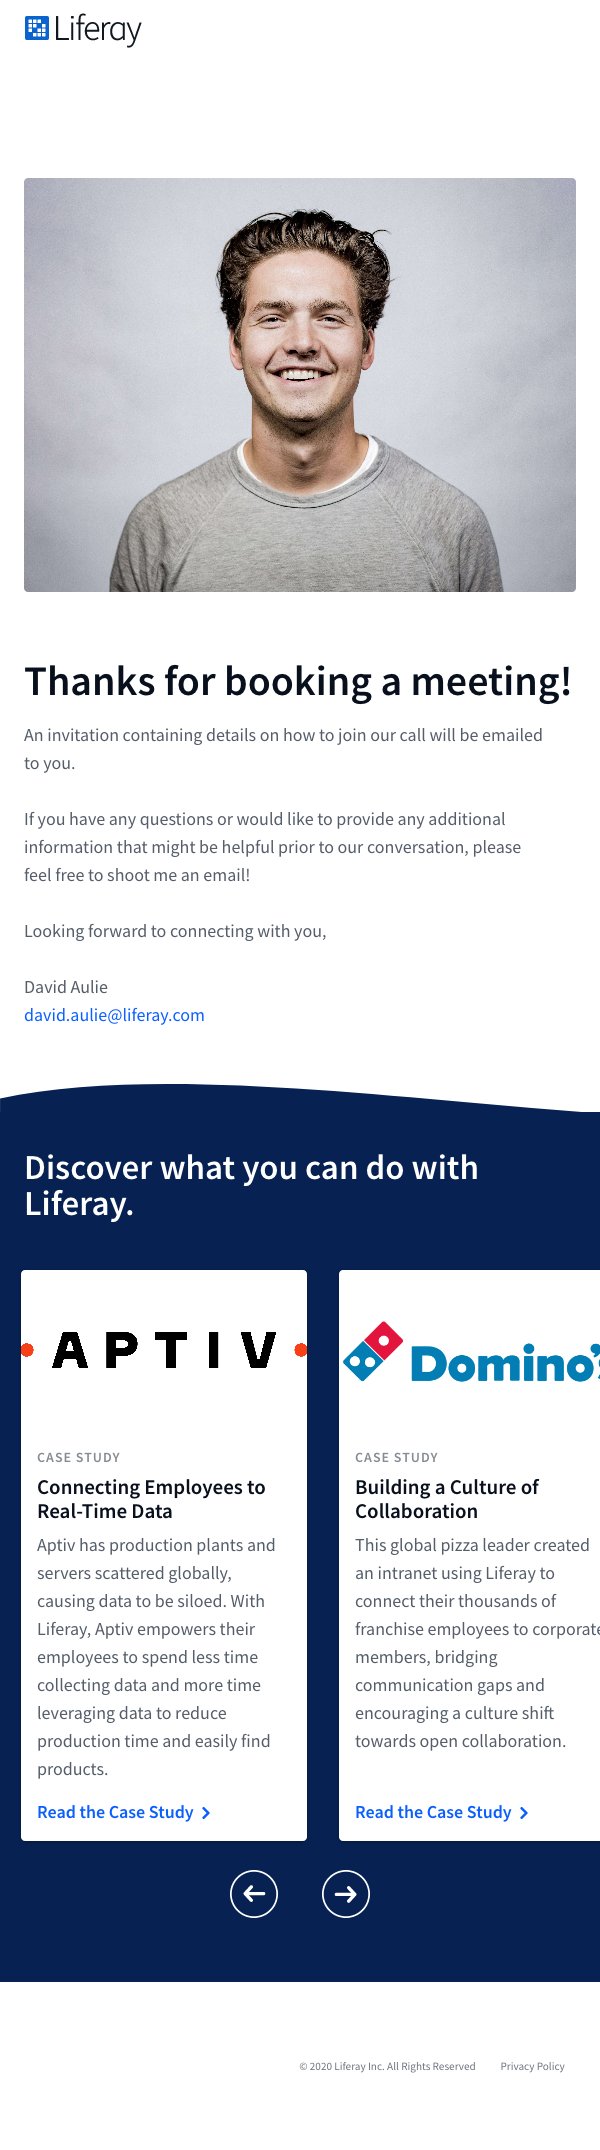 Liferay
Thanks for booking a meeting!
An invitation containing details on how to join our call will be emailed
to you.
If you have any questions or would like to provide any additional
information that might be helpful prior to our conversation, please
feel free to shoot me an email!
Looking forward to connecting with you,
David Aulie
david.aulie@liferay.com
Discover what you can do with
Liferay.
APTIV
CASE STUDY
Connecting Employees to
Real-Time Data
Aptiv has production plants and
servers scattered globally,
causing data to be siloed. With
Liferay, Aptiv empowers their
employees to spend less time
collecting data and more time
leveraging data to reduce
production time and easily find
products.
Read the Case Study
Domino's
CASE STUDY
Building a Culture of
Collaboration
This global pizza leader created
an intranet using Liferay to
connect their thousands of
franchise employees to corporate
members, bridging
communication gaps and
encouraging a culture shift
towards open collaboration.
Read the Case Study
© 2020 Liferay Inc. All Rights Reserved
Privacy Policy